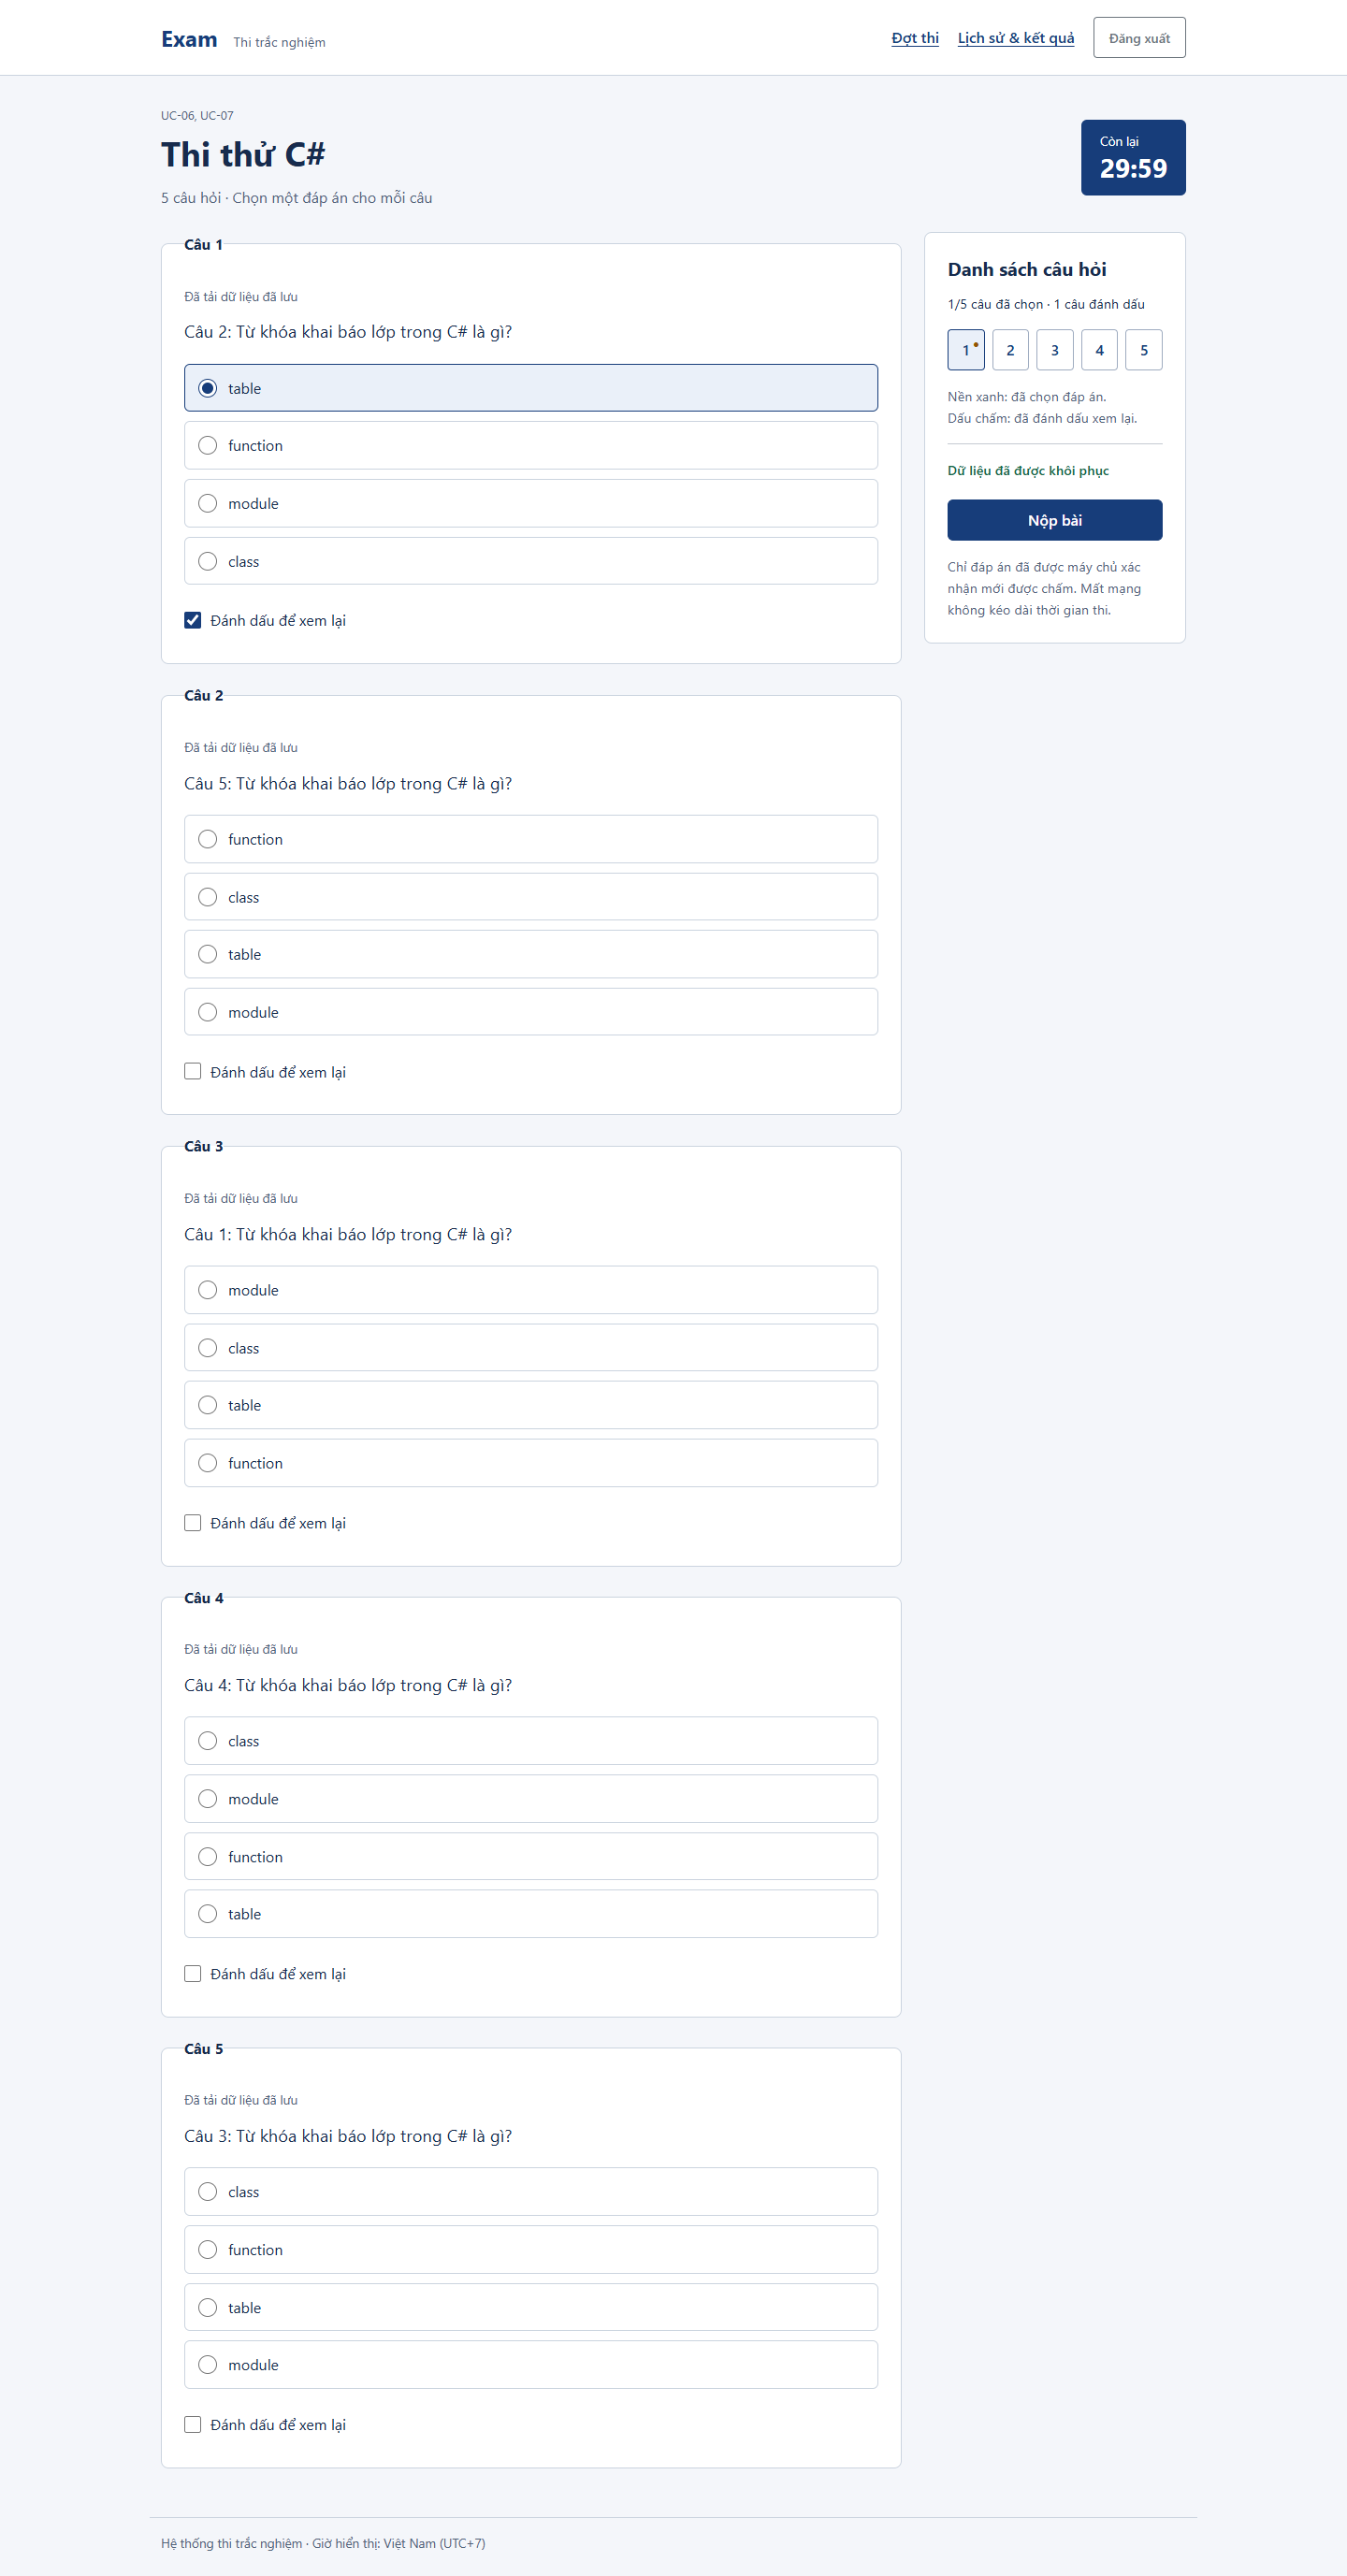 Exam Thi trắc nghiệm
Đợt thi Lịch sử & kết quả Đăng xuất
UC-06, UC-07
Thi thử C#
5 câu hỏi · Chọn một đáp án cho mỗi câu
Còn lại
29:59
Câu 1
Đã tải dữ liệu đã lưu
Câu 2: Từ khóa khai báo lớp trong C# là gì?
table
function
module
class
Đánh dấu để xem lại
Câu 2
Đã tải dữ liệu đã lưu
Câu 5: Từ khóa khai báo lớp trong C# là gì?
function
class
table
module
Đánh dấu để xem lại
Câu 3
Đã tải dữ liệu đã lưu
Câu 1: Từ khóa khai báo lớp trong C# là gì?
module
class
table
function
Đánh dấu để xem lại
Câu 4
Đã tải dữ liệu đã lưu
Câu 4: Từ khóa khai báo lớp trong C# là gì?
class
module
function
table
Đánh dấu để xem lại
Câu 5
Đã tải dữ liệu đã lưu
Câu 3: Từ khóa khai báo lớp trong C# là gì?
class
function
table
module
Đánh dấu để xem lại
Danh sách câu hỏi
1/5 câu đã chọn · 1 câu đánh dấu
1 2 3 4 5
Nền xanh: đã chọn đáp án.
Dấu chấm: đã đánh dấu xem lại.
Dữ liệu đã được khôi phục
Nộp bài
Chỉ đáp án đã được máy chủ xác
nhận mới được chấm. Mất mạng
không kéo dài thời gian thi.
Hệ thống thi trắc nghiệm · Giờ hiển thị: Việt Nam (UTC+7)